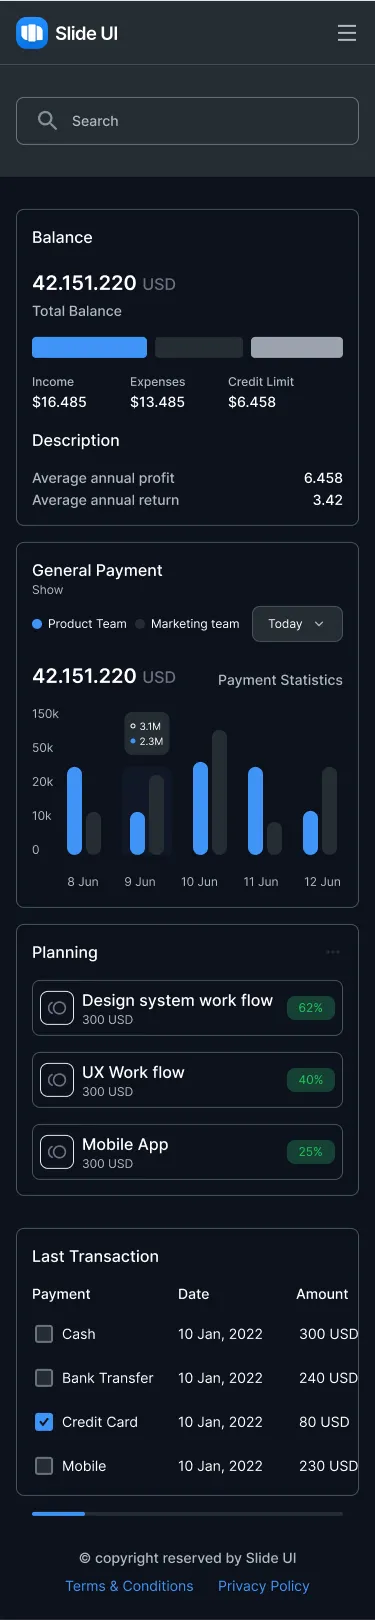 Slide UI
Search
Balance
42.151.220 USD
Total Balance
Income Expenses Credit Limit
$16.485 $13.485 $6.458
Description
Average annual profit 6.458
Average annual return 3.42
General Payment
Show
Product Team Marketing team Today
42.151.220 USD Payment Statistics
150k
3.1M
2.3M
50k
20k
10k
0
8 Jun 9 Jun 10 Jun 11 Jun 12 Jun
Planning
Design system work flow
300 USD
62%
UX Work flow
300 USD
40%
Mobile App
300 USD
25%
Last Transaction
Payment Date Amount
Cash 10 Jan, 2022 300 USD
Bank Transfer 10 Jan, 2022 240 USD
Credit Card 10 Jan, 2022 80 USD
Mobile 10 Jan, 2022 230 USD
© copyright reserved by Slide UI
Terms & Conditions Privacy Policy